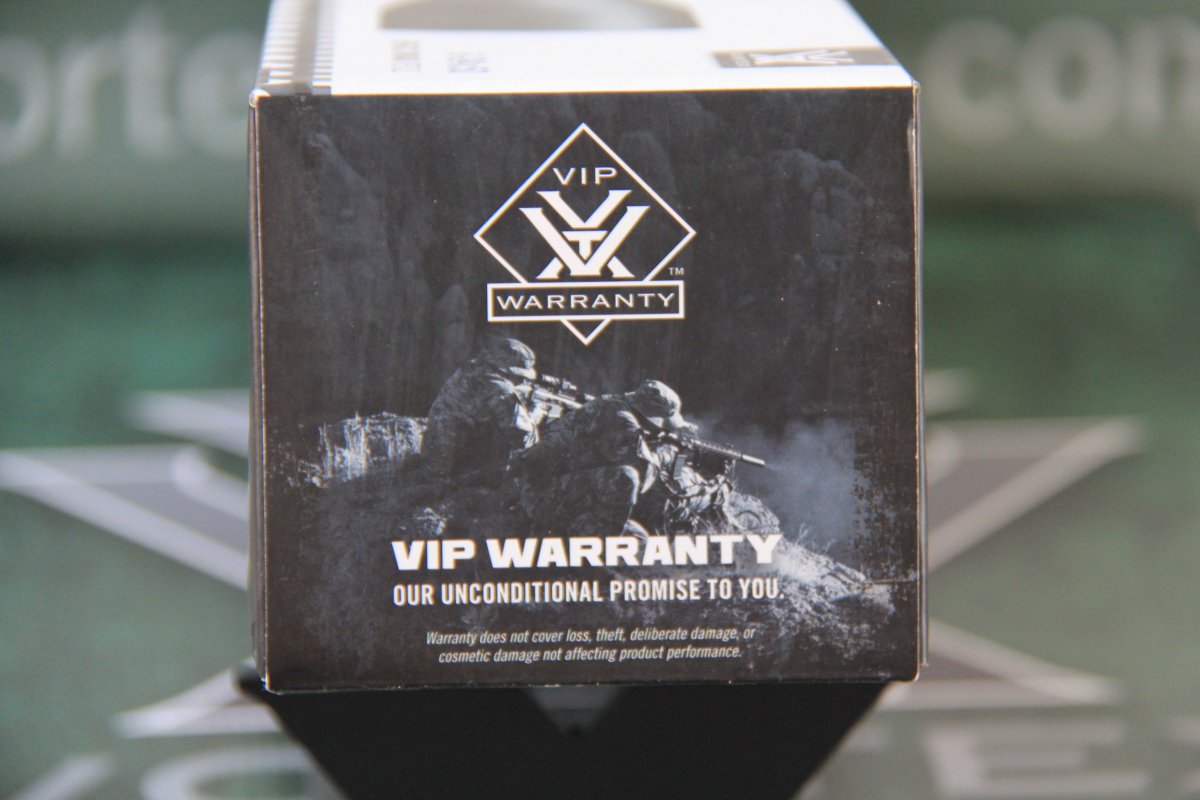 VIP
WARRANTY
TM
VIP WARRANTY
OUR UNCONDITIONAL PROMISE TO YOU.
Warranty does not cover loss, theft, deliberate damage, or
cosmetic damage not affecting product performance.